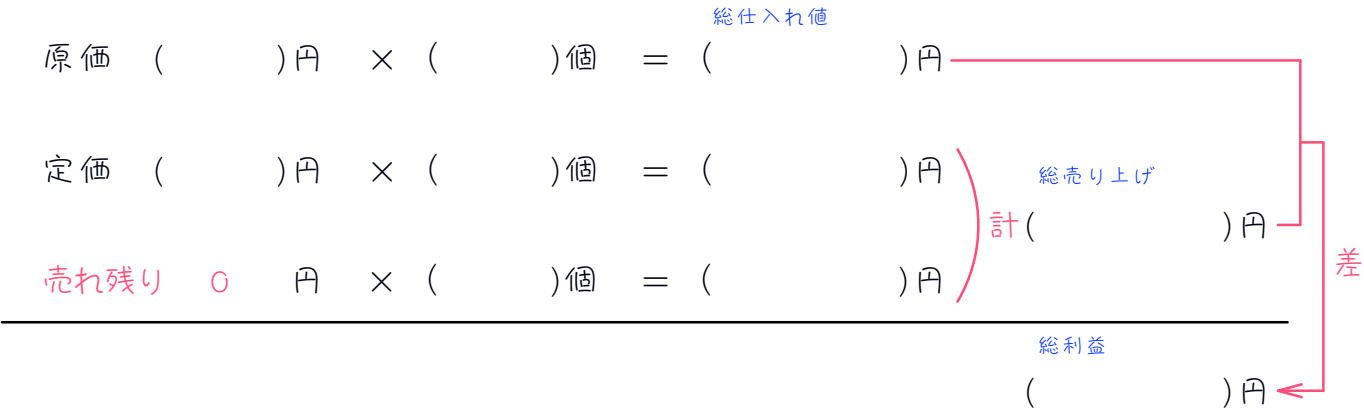 総仕入れ値
原価 (　　　)円 × (　　　)個 = (　　　　　)円
定価 (　　　)円 × (　　　)個 = (　　　　　)円
総売り上げ
計(　　　　　)円
売れ残り 0 円 × (　　　)個 = (　　　　　)円
差
総利益
(　　　　　)円